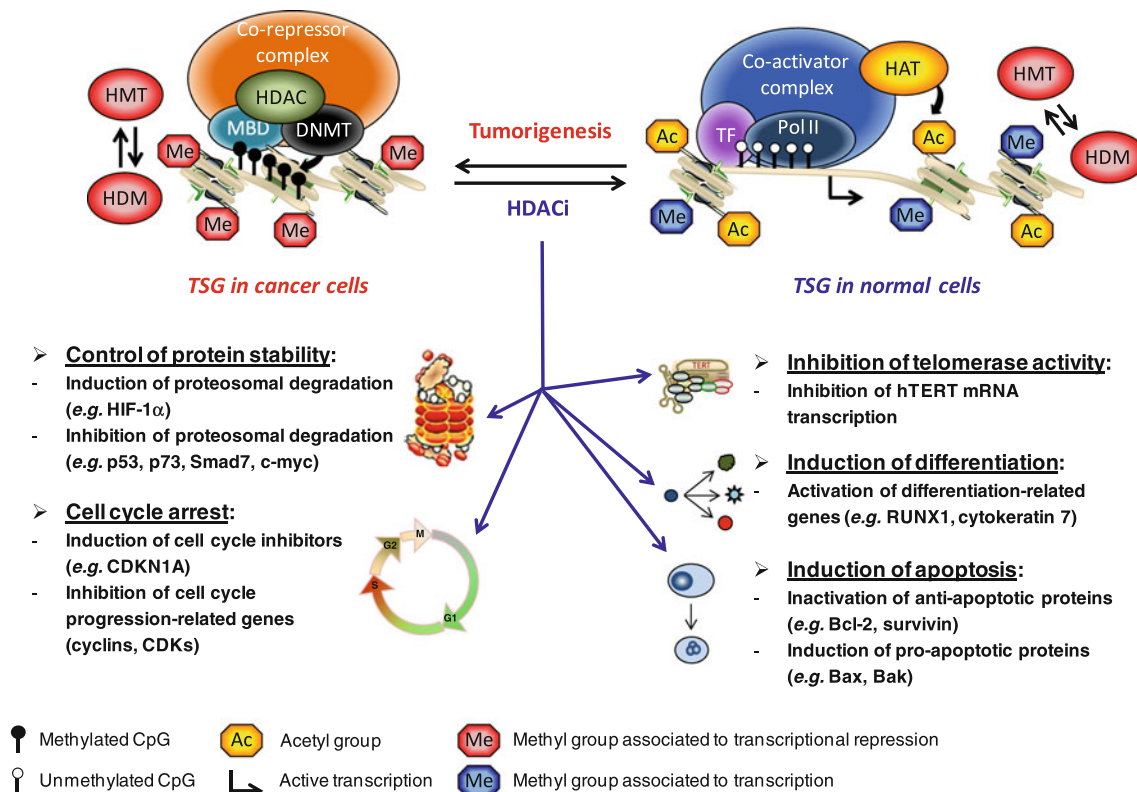 Co-repressor
complex
HDAC
MBD
DNMT
HMT
HDM
Me
Me
Me
Me
Tumorigenesis
HDACi
Co-activator
complex
HAT
TF
Pol II
Ac
Ac
Me
HMT
HDM
Me
Ac
Me
Ac
TSG in cancer cells
TSG in normal cells
➢ Control of protein stability:
- Induction of proteosomal degradation
(e.g. HIF-1α)
- Inhibition of proteosomal degradation
(e.g. p53, p73, Smad7, c-myc)
➢ Cell cycle arrest:
- Induction of cell cycle inhibitors
(e.g. CDKN1A)
- Inhibition of cell cycle
progression-related genes
(cyclins, CDKs)
M
G2
S
G1
TERT
➢ Inhibition of telomerase activity:
- Inhibition of hTERT mRNA
transcription
➢ Induction of differentiation:
- Activation of differentiation-related
genes (e.g. RUNX1, cytokeratin 7)
➢ Induction of apoptosis:
- Inactivation of anti-apoptotic proteins
(e.g. Bcl-2, survivin)
- Induction of pro-apoptotic proteins
(e.g. Bax, Bak)
Methylated CpG
Ac Acetyl group
Me Methyl group associated to transcriptional repression
Unmethylated CpG
Active transcription
Me Methyl group associated to transcription